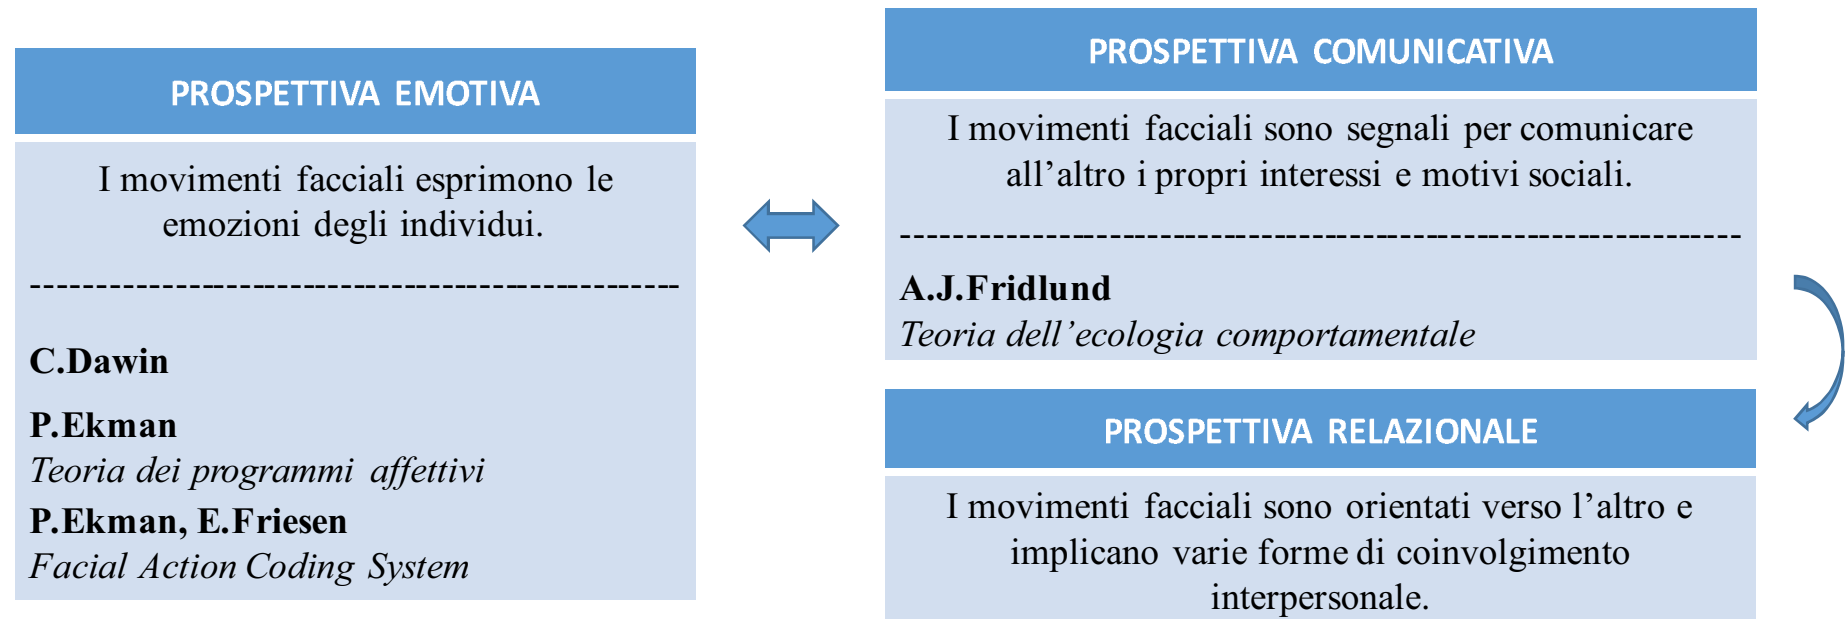 PROSPETTIVA EMOTIVA
I movimenti facciali esprimono le
emozioni degli individui.
C.Dawin
P.Ekman
Teoria dei programmi affettivi
P.Ekman, E.Friesen
Facial Action Coding System
PROSPETTIVA COMUNICATIVA
I movimenti facciali sono segnali per comunicare
all’altro i propri interessi e motivi sociali.
A.J.Fridlund
Teoria dell’ecologia comportamentale
PROSPETTIVA RELAZIONALE
I movimenti facciali sono orientati verso l’altro e
implicano varie forme di coinvolgimento
interpersonale.